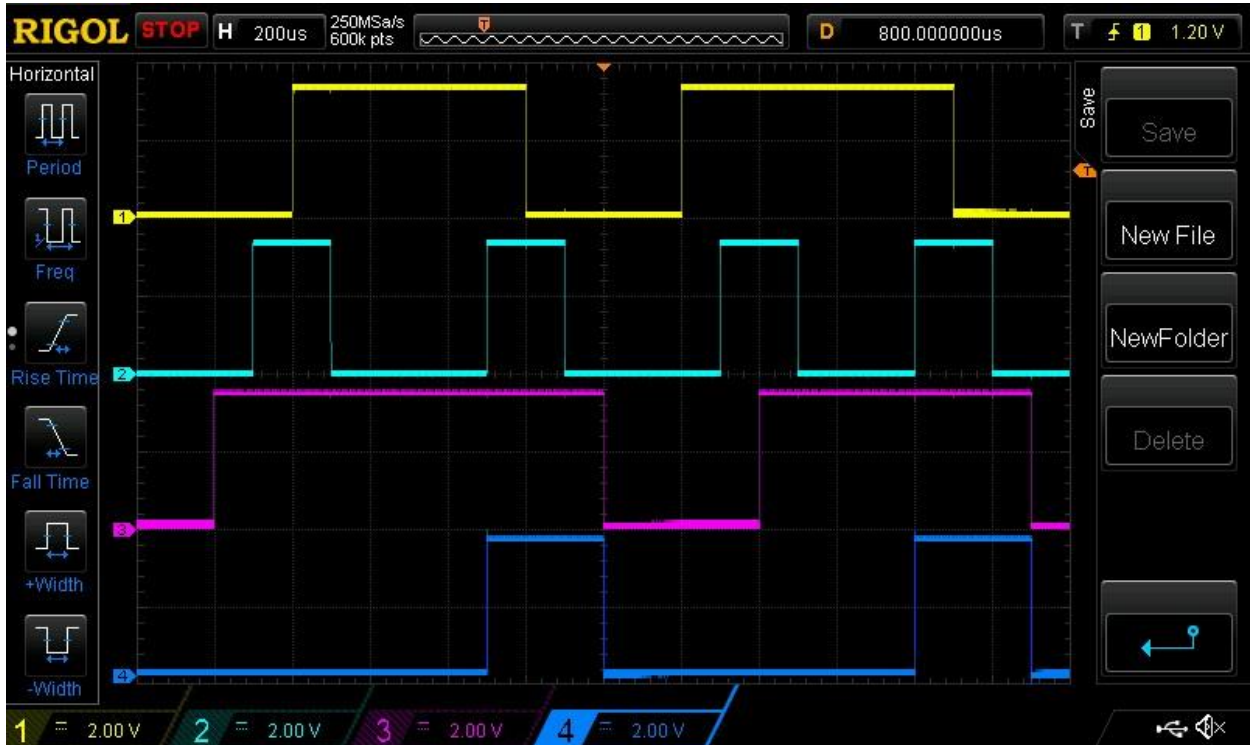 RIGOL STOP H 200us 250MSa/s 600k pts D 800.000000us T 1 1.20 V
Horizontal
Period
Freq
Rise Time
Fall Time
+Width
-Width
T
1
2
3
4
T
Save
Save
New File
NewFolder
Delete
1 2.00 V 2 2.00 V 3 2.00 V 4 2.00 V